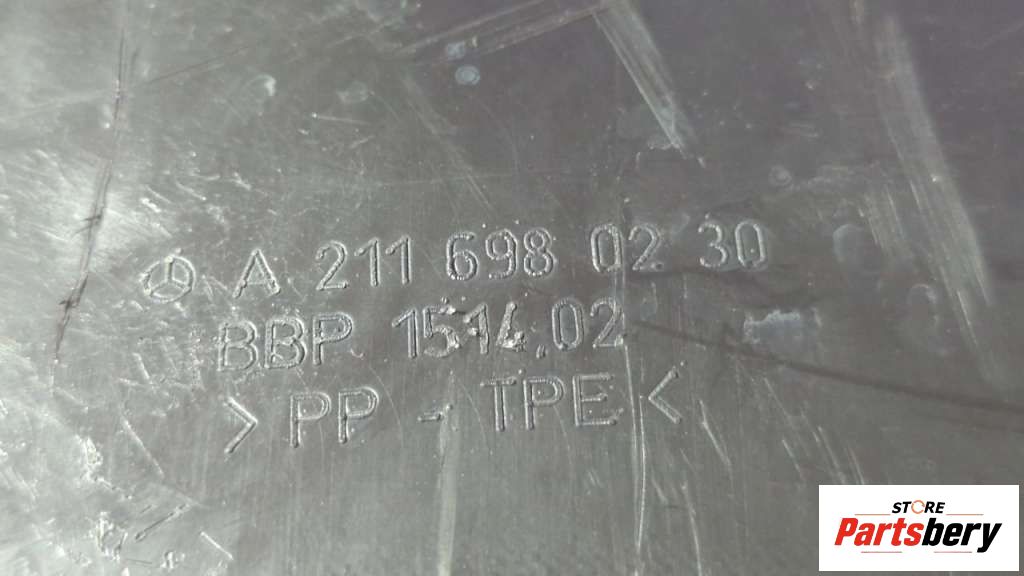 A 211 698 02 30
BBP 1514.02
>PP - TPE<
STORE
Partsbery